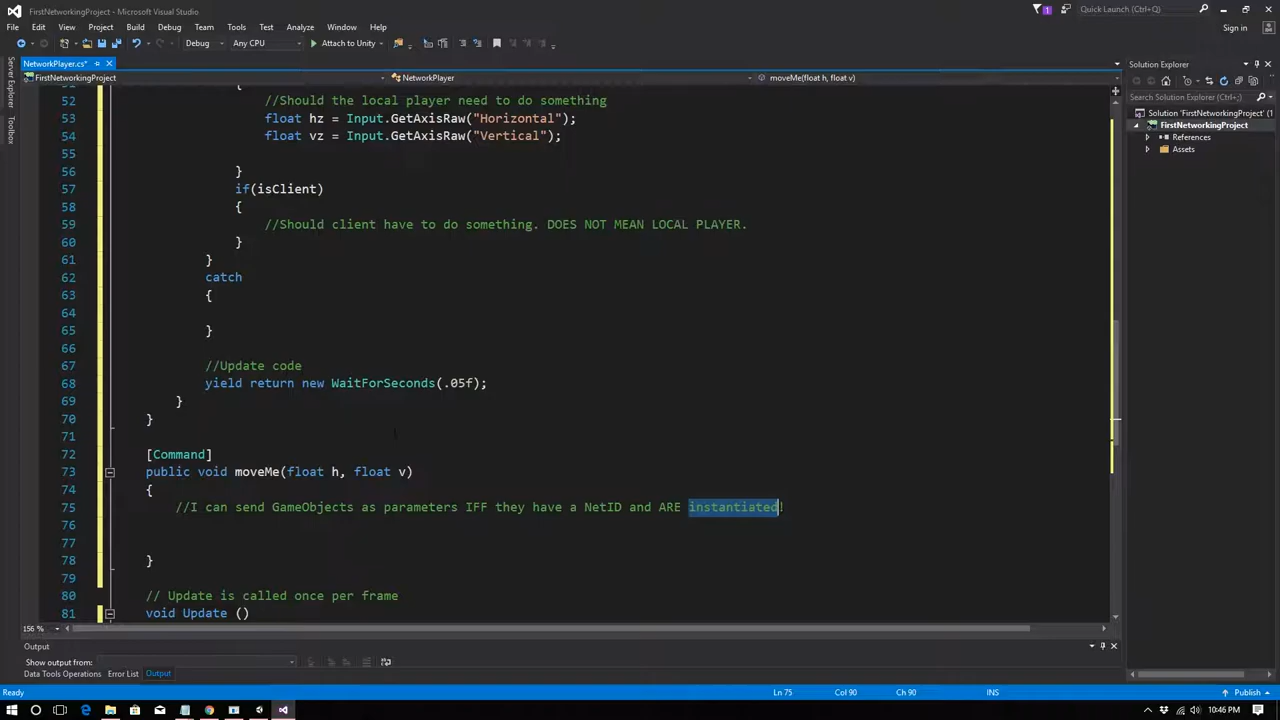 FirstNetworkingProject - Microsoft Visual Studio
1
Quick Launch (Ctrl+Q)
File Edit View Project Build Debug Team Tools Test Analyze Window Help
Sign in
Debug Any CPU Attach to Unity
NetworkPlayer.cs*
Solution Explorer
FirstNetworkingProject NetworkPlayer moveMe(float h, float v)
Server Explorer
Toolbox
Search Solution Explorer (Ctrl+;)
Solution 'FirstNetworkingProject' (1
FirstNetworkingProject
References
Assets
51 {
52 //Should the local player need to do something
53 float hz = Input.GetAxisRaw("Horizontal");
54 float vz = Input.GetAxisRaw("Vertical");
55
56 }
57 if(isClient)
58 {
59 //Should client have to do something. DOES NOT MEAN LOCAL PLAYER.
60 }
61 }
62 catch
63 {
64
65 }
66
67 //Update code
68 yield return new WaitForSeconds(.05f);
69 }
70 }
71
72 [Command]
73 public void moveMe(float h, float v)
74 {
75 //I can send GameObjects as parameters IFF they have a NetID and ARE instantiated!
76
77
78 }
79
80 // Update is called once per frame
81 void Update ()
156 %
Output
Show output from:
Data Tools Operations Error List Output
Ready Ln 75 Col 90 Ch 90 INS Publish
10:46 PM